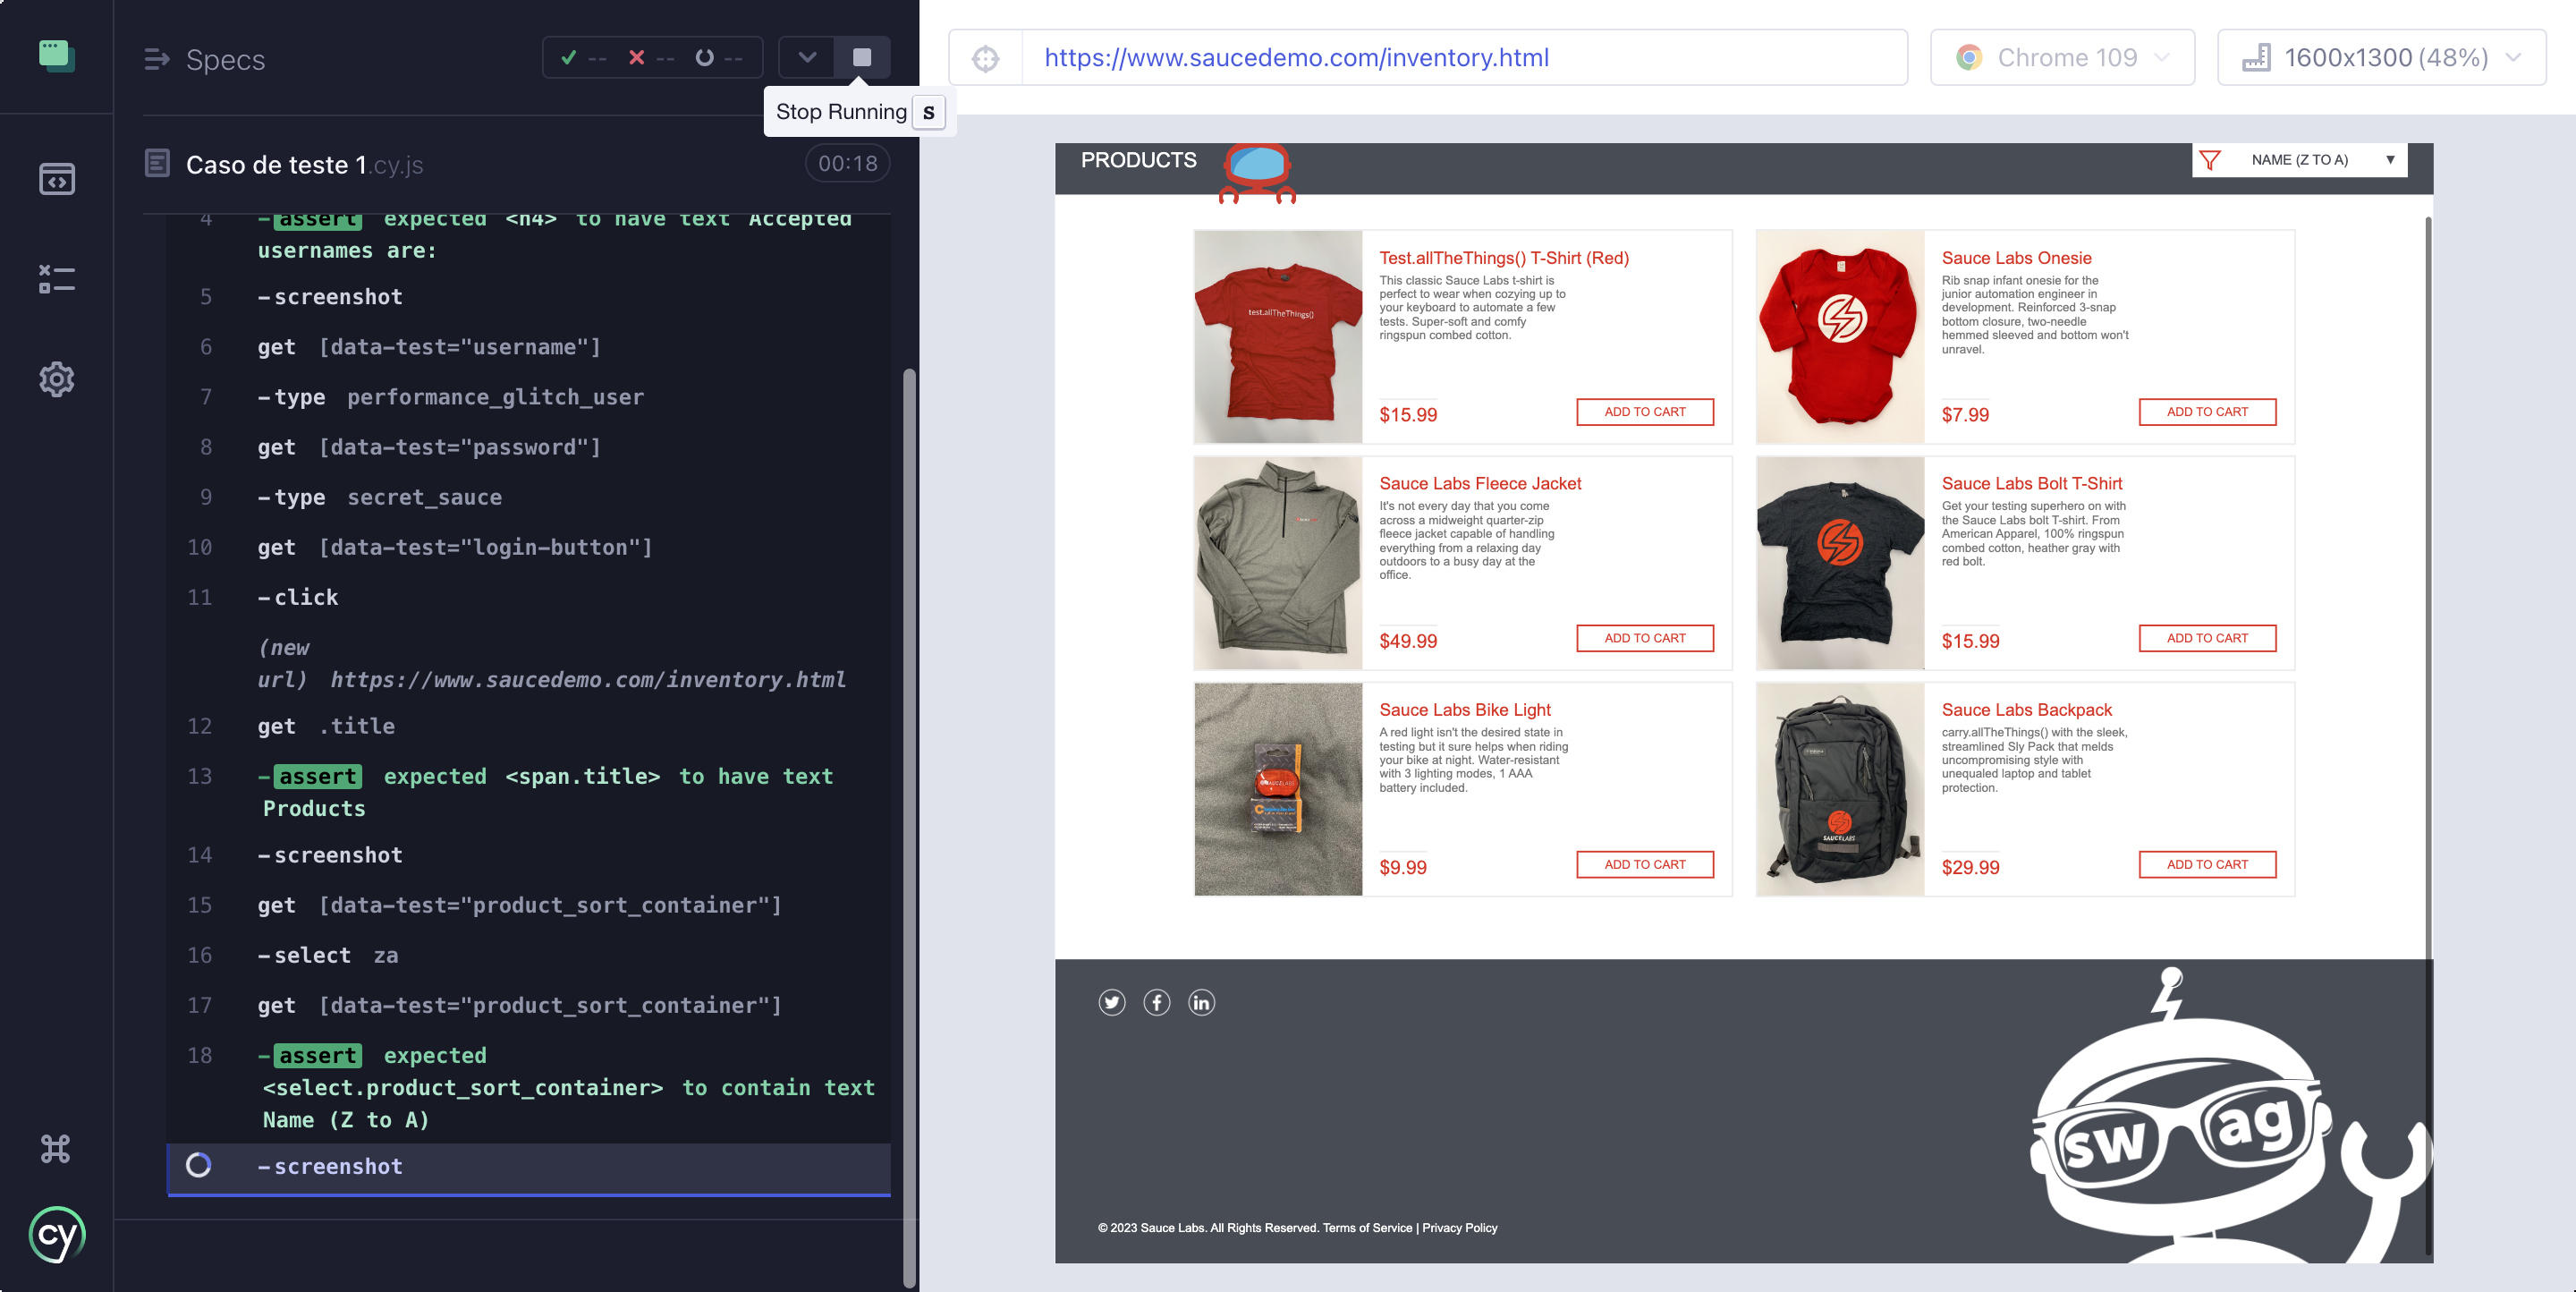 Specs
-- -- --
Stop Running S
Caso de teste 1.cy.js
00:18
4 -assert expected <h4> to have text Accepted
usernames are:
5 -screenshot
6 get [data-test="username"]
7 -type performance_glitch_user
8 get [data-test="password"]
9 -type secret_sauce
10 get [data-test="login-button"]
11 -click
(new
url) https://www.saucedemo.com/inventory.html
12 get .title
13 -assert expected <span.title> to have text
Products
14 -screenshot
15 get [data-test="product_sort_container"]
16 -select za
17 get [data-test="product_sort_container"]
18 -assert expected
<select.product_sort_container> to contain text
Name (Z to A)
-screenshot
cy
https://www.saucedemo.com/inventory.html
Chrome 109
1600x1300 (48%)
PRODUCTS
NAME (Z TO A)
test.allTheThings()
Test.allTheThings() T-Shirt (Red)
This classic Sauce Labs t-shirt is
perfect to wear when cozying up to
your keyboard to automate a few
tests. Super-soft and comfy
ringspun combed cotton.
$15.99
ADD TO CART
Sauce Labs Onesie
Rib snap infant onesie for the
junior automation engineer in
development. Reinforced 3-snap
bottom closure, two-needle
hemmed sleeved and bottom won't
unravel.
$7.99
ADD TO CART
Sauce Labs Fleece Jacket
It's not every day that you come
across a midweight quarter-zip
fleece jacket capable of handling
everything from a relaxing day
outdoors to a busy day at the
office.
$49.99
ADD TO CART
Sauce Labs Bolt T-Shirt
Get your testing superhero on with
the Sauce Labs bolt T-shirt. From
American Apparel, 100% ringspun
combed cotton, heather gray with
red bolt.
$15.99
ADD TO CART
Sauce Labs Bike Light
A red light isn't the desired state in
testing but it sure helps when riding
your bike at night. Water-resistant
with 3 lighting modes, 1 AAA
battery included.
$9.99
ADD TO CART
SAUCELABS
Sauce Labs Backpack
carry.allTheThings() with the sleek,
streamlined Sly Pack that melds
uncompromising style with
unequaled laptop and tablet
protection.
$29.99
ADD TO CART
swag
© 2023 Sauce Labs. All Rights Reserved. Terms of Service | Privacy Policy